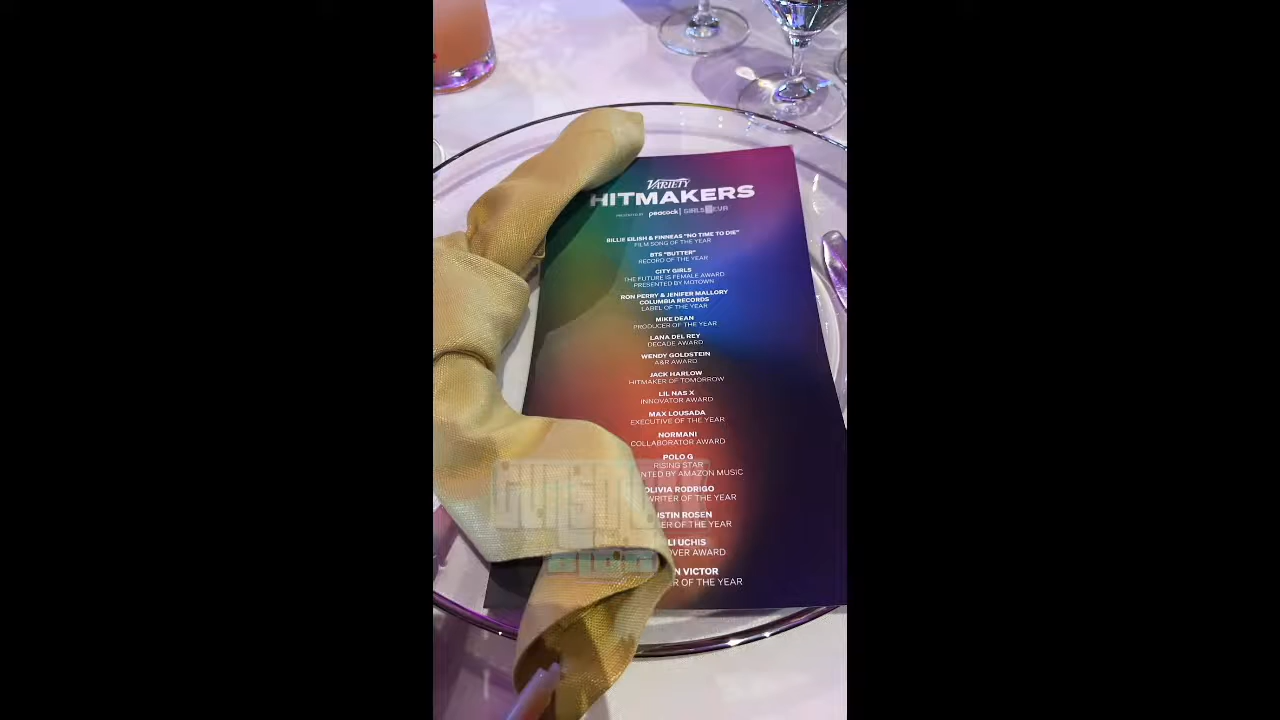 VARIETY
HITMAKERS
PRESENTED BY peacock | GIRLS5EVA
BILLIE EILISH & FINNEAS "NO TIME TO DIE"
FILM SONG OF THE YEAR
BTS "BUTTER"
RECORD OF THE YEAR
CITY GIRLS
THE FUTURE IS FEMALE AWARD
PRESENTED BY MOTOWN
RON PERRY & JENIFER MALLORY
COLUMBIA RECORDS
LABEL OF THE YEAR
MIKE DEAN
PRODUCER OF THE YEAR
LANA DEL REY
DECADE AWARD
WENDY GOLDSTEIN
A&R AWARD
JACK HARLOW
HITMAKER OF TOMORROW
LIL NAS X
INNOVATOR AWARD
MAX LOUSADA
EXECUTIVE OF THE YEAR
NORMANI
COLLABORATOR AWARD
POLO G
RISING STAR
NTED BY AMAZON MUSIC
OLIVIA RODRIGO
WRITER OF THE YEAR
USTIN ROSEN
ER OF THE YEAR
LI UCHIS
OVER AWARD
N VICTOR
R OF THE YEAR